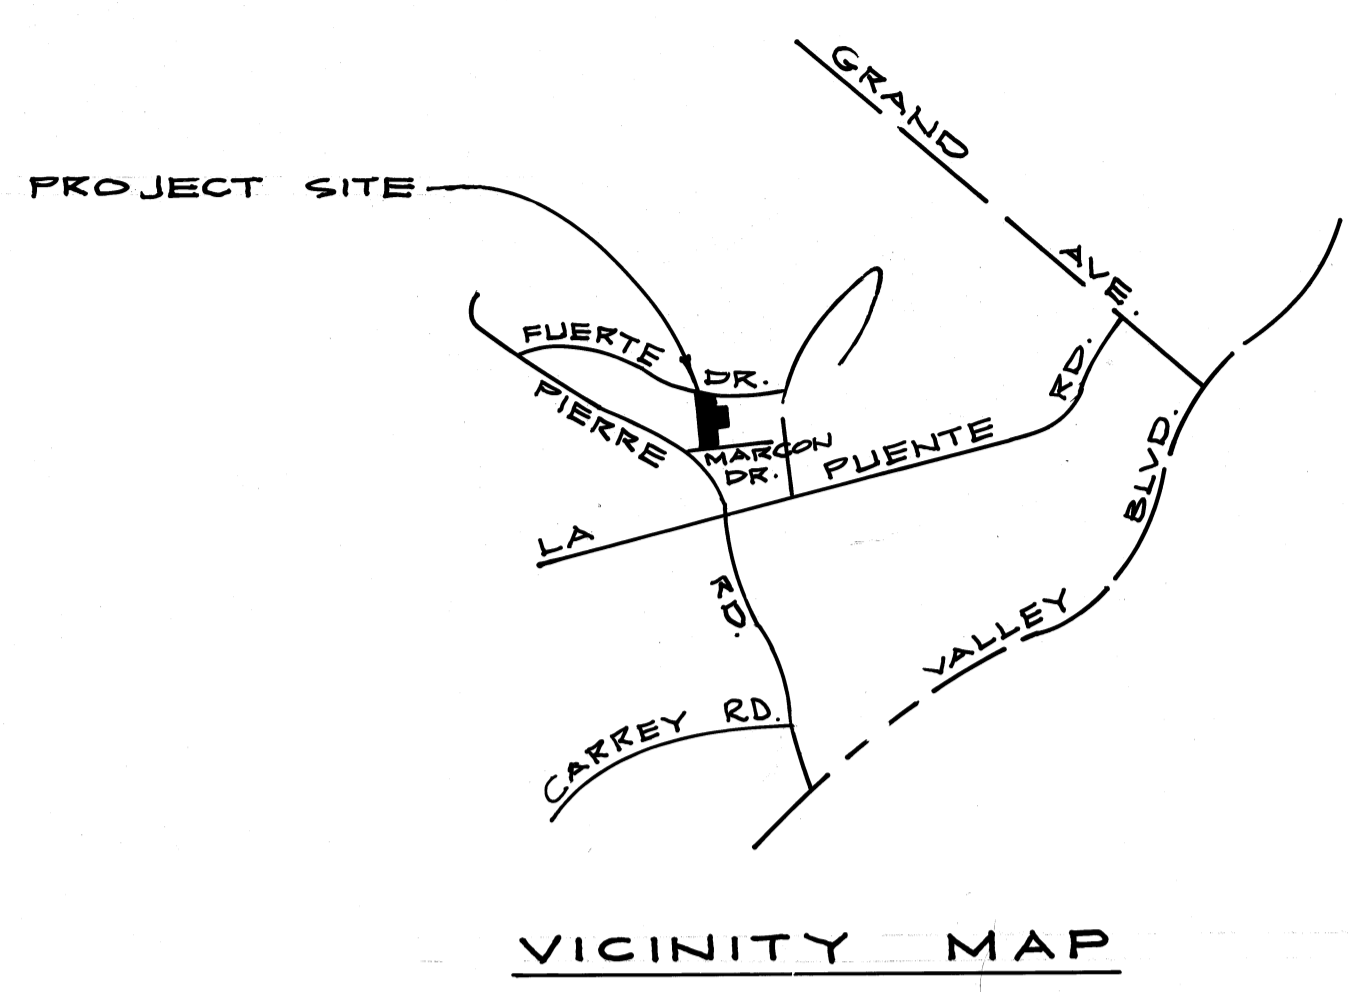 GRAND AVE.
PROJECT SITE
FUERTE DR.
PIERRE RD.
MARCON
DR.
LA PUENTE RD.
VALLEY BLVD.
CARREY RD.
VICINITY MAP